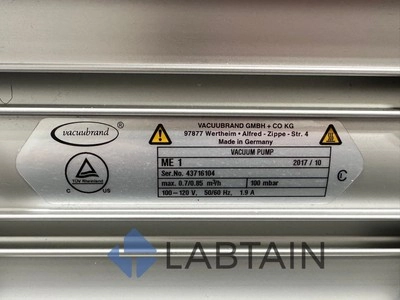 vacuubrand ®
VACUUBRAND GMBH + CO KG
97877 Wertheim • Alfred - Zippe - Str. 4
Made in Germany
VACUUM PUMP
ME 1 2017 / 10
Ser.No. 43716104
max. 0.7/0.85 m³/h 100 mbar
100-120 V, 50/60 Hz, 1.9 A
TÜV Rheinland
C US
LABTAIN